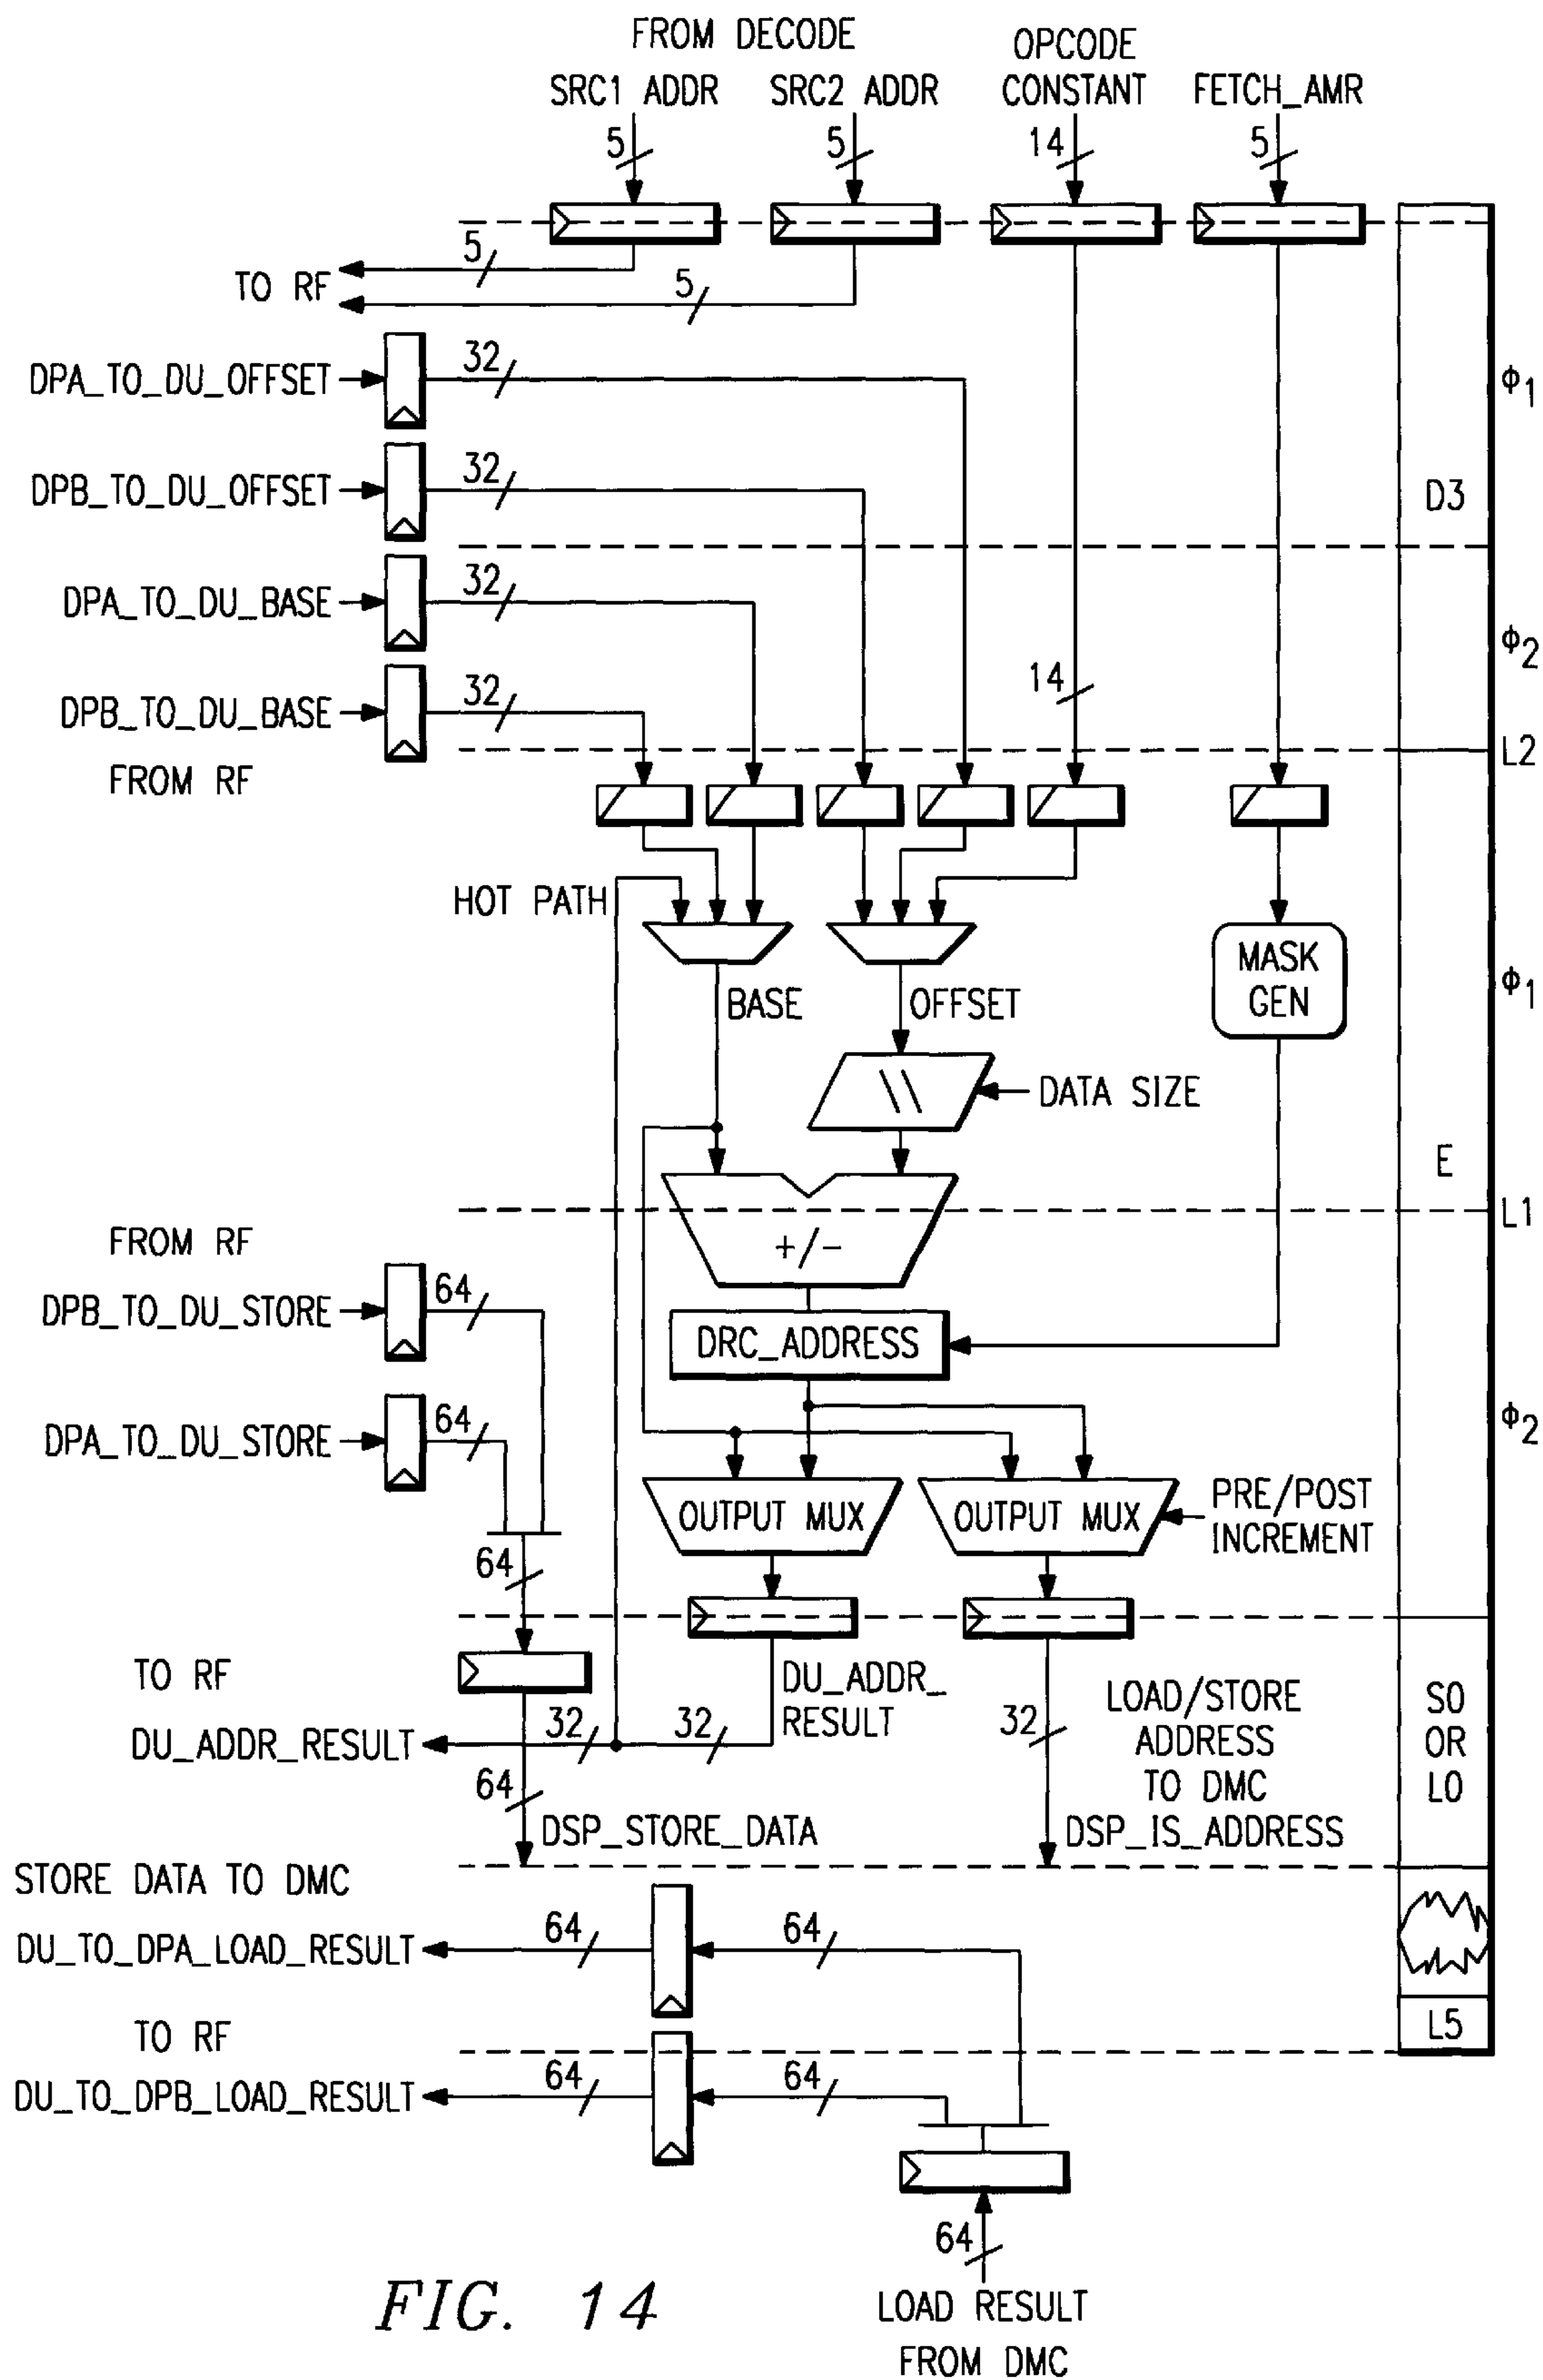 FROM DECODE
SRC1 ADDR
SRC2 ADDR
OPCODE
CONSTANT
FETCH_AMR
5
5
14
5
5
5
TO RF
DPA_TO_DU_OFFSET
32
Φ1
DPB_TO_DU_OFFSET
32
D3
DPA_TO_DU_BASE
32
Φ2
DPB_TO_DU_BASE
32
14
L2
FROM RF
HOT PATH
MASK
GEN
BASE
OFFSET
Φ1
DATA SIZE
E
L1
FROM RF
+/-
DPB_TO_DU_STORE
64
DRC_ADDRESS
DPA_TO_DU_STORE
64
Φ2
OUTPUT MUX
OUTPUT MUX
PRE/POST
INCREMENT
64
TO RF
DU_ADDR_
RESULT
LOAD/STORE
ADDRESS
TO DMC
DSP_IS_ADDRESS
32
S0
OR
L0
DU_ADDR_RESULT
32
32
64
DSP_STORE_DATA
STORE DATA TO DMC
DU_TO_DPA_LOAD_RESULT
64
64
TO RF
L5
DU_TO_DPB_LOAD_RESULT
64
64
64
LOAD RESULT
FROM DMC
FIG. 14